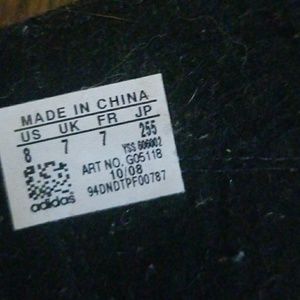 MADE IN CHINA
US UK FR JP
8 7 7 255
YSS 606002
ART NO. G05118
10/08
94DNDTPF00787
adidas